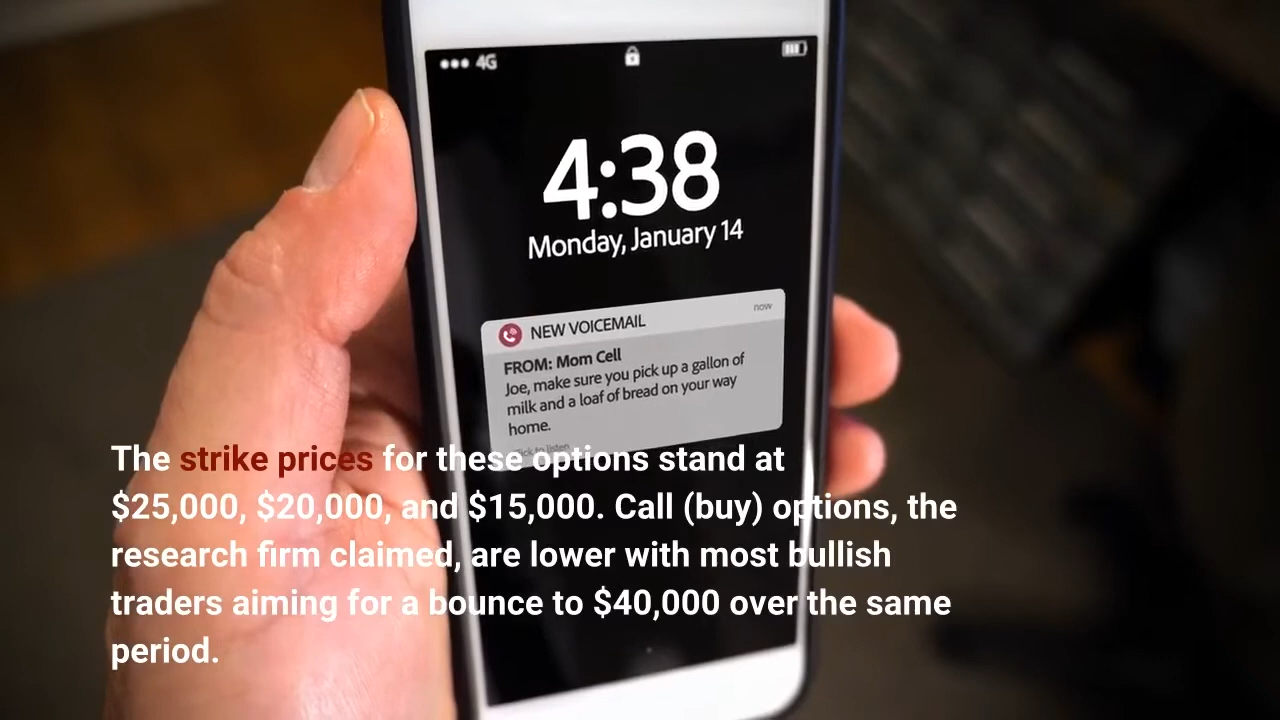 4G
4:38
Monday, January 14
NEW VOICEMAIL
now
FROM: Mom Cell
Joe, make sure you pick up a gallon of
milk and a loaf of bread on your way
home.
Click to listen
The strike prices for these options stand at
$25,000, $20,000, and $15,000. Call (buy) options, the
research firm claimed, are lower with most bullish
traders aiming for a bounce to $40,000 over the same
period.